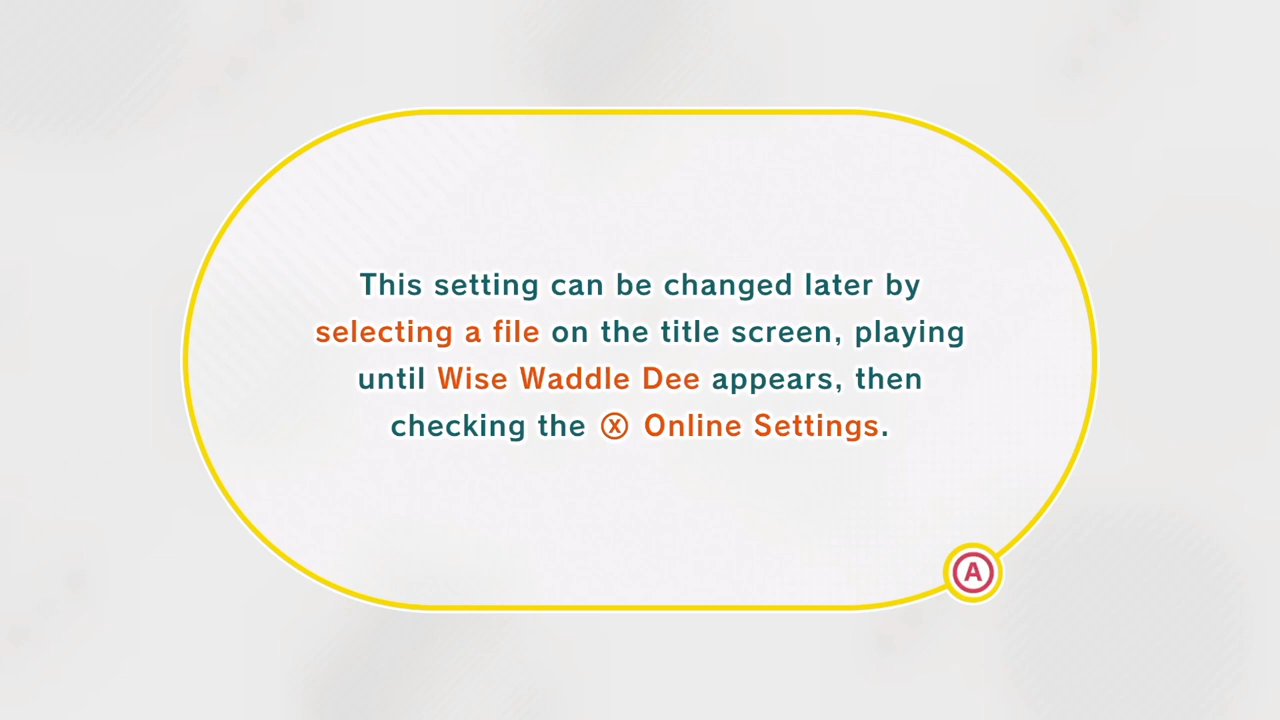 This setting can be changed later by
selecting a file on the title screen, playing
until Wise Waddle Dee appears, then
checking the Ⓧ Online Settings.
Ⓐ